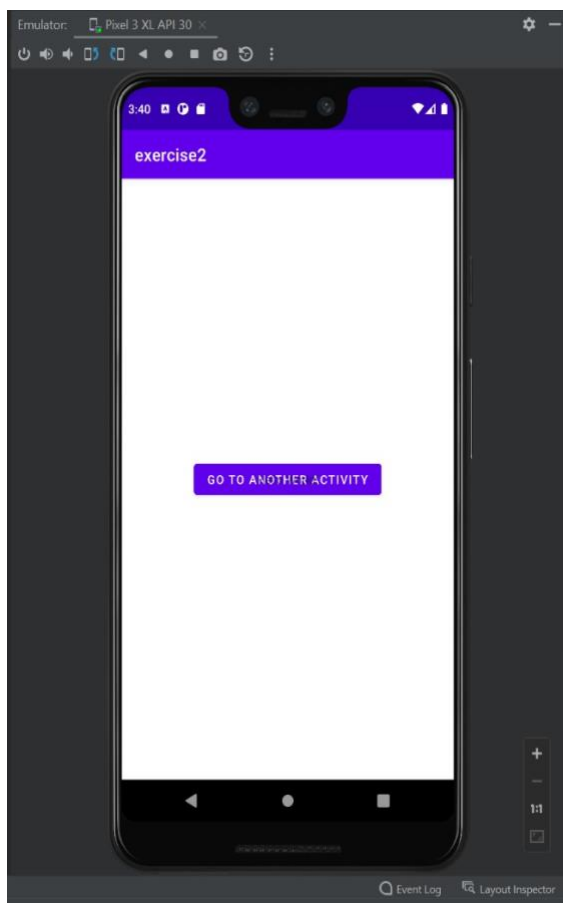 Emulator: Pixel 3 XL API 30
3:40
exercise2
GO TO ANOTHER ACTIVITY
1:1
Event Log Layout Inspector